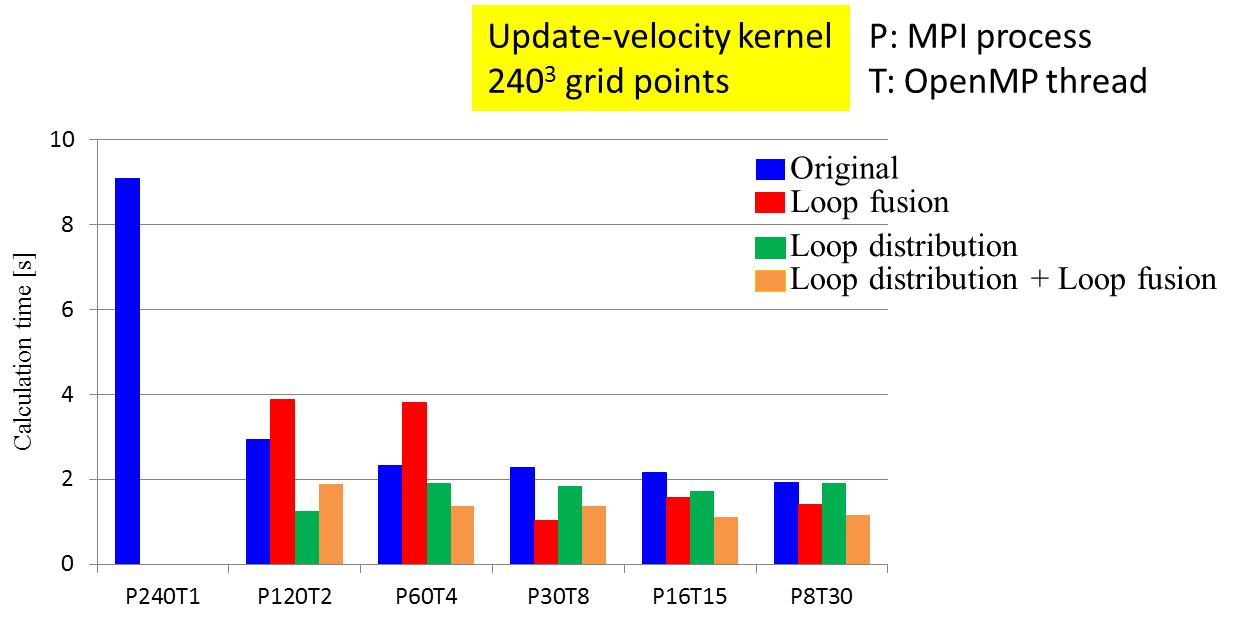 Update-velocity kernel
240³ grid points
P: MPI process
T: OpenMP thread
Original
Loop fusion
Loop distribution
Loop distribution + Loop fusion
Calculation time [s]
10
8
6
4
2
0
P240T1 P120T2 P60T4 P30T8 P16T15 P8T30